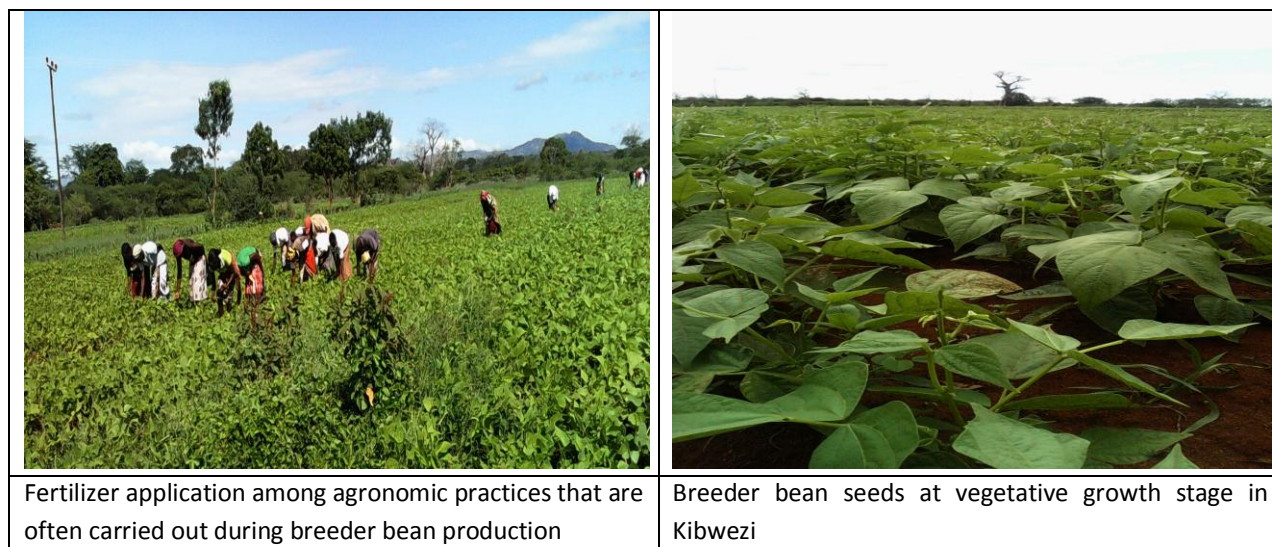 Fertilizer application among agronomic practices that are
often carried out during breeder bean production
Breeder bean seeds at vegetative growth stage in
Kibwezi